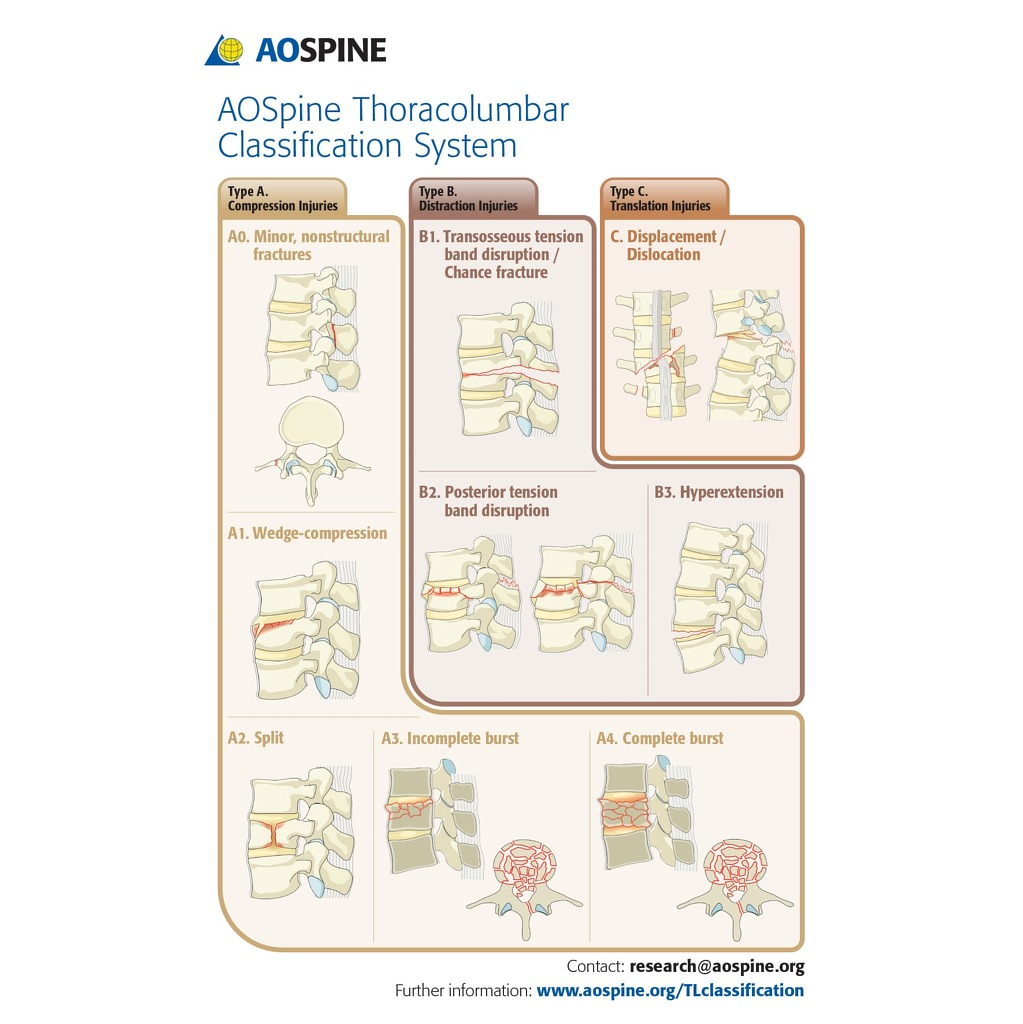 AOSPINE
AOSpine Thoracolumbar
Classification System
Type A.
Compression Injuries
Type B.
Distraction Injuries
Type C.
Translation Injuries
A0. Minor, nonstructural
fractures
B1. Transosseous tension
band disruption /
Chance fracture
C. Displacement /
Dislocation
B2. Posterior tension
band disruption
B3. Hyperextension
A1. Wedge-compression
A2. Split
A3. Incomplete burst
A4. Complete burst
Contact: research@aospine.org
Further information: www.aospine.org/TLclassification